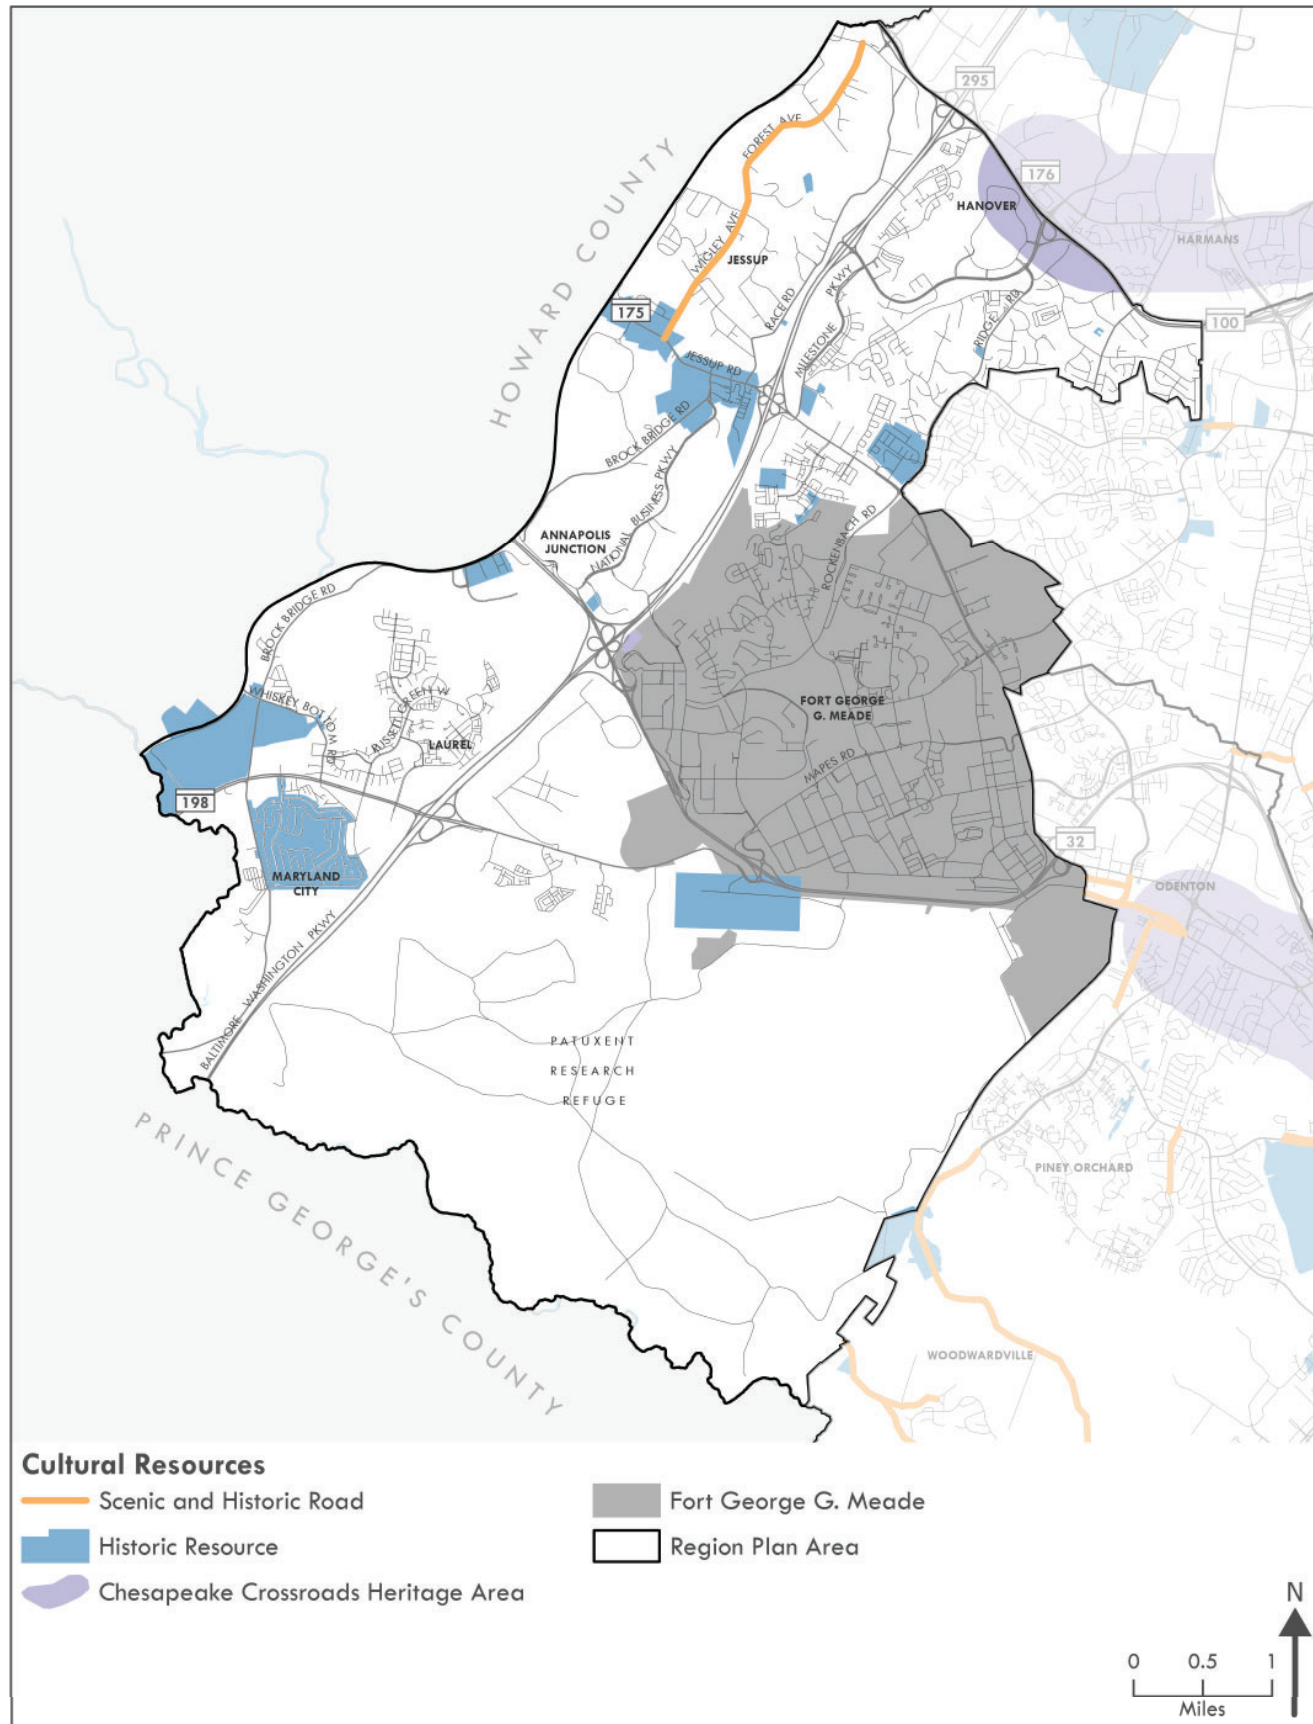 295
FOREST AVE
HOWARD COUNTY
176
HANOVER
HARMANS
WIGLEY AVE
JESSUP
PKWY
RACE RD
175
RIDGE RD
100
MILESTONE
JESSUP RD
BROCK BRIDGE RD
NATIONAL BUSINESS PKWY
ROCKENBACH RD
ANNAPOLIS
JUNCTION
BROCK BRIDGE RD
WHISKEY BOTTOM RD
RUSSETT GREEN W
LAUREL
FORT GEORGE
G. MEADE
MAPES RD
198
32
MARYLAND
CITY
ODENTON
BALTIMORE WASHINGTON PKWY
PATUXENT
RESEARCH
REFUGE
PRINCE GEORGE'S COUNTY
PINEY ORCHARD
WOODWARDVILLE
Cultural Resources
Scenic and Historic Road
Historic Resource
Chesapeake Crossroads Heritage Area
Fort George G. Meade
Region Plan Area
N
0 0.5 1
Miles